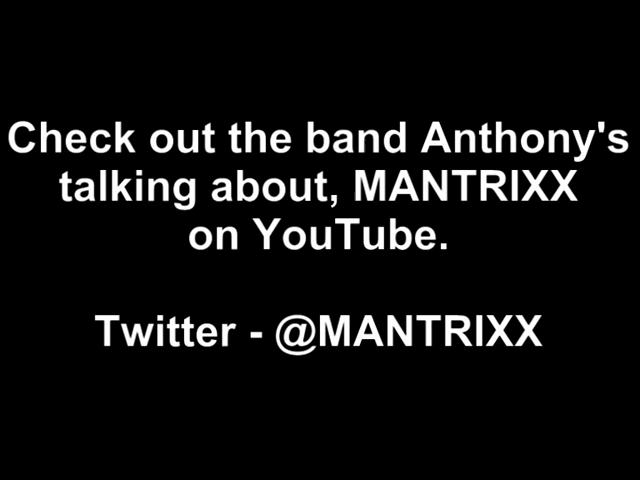 Check out the band Anthony's
talking about, MANTRIXX
on YouTube.
Twitter - @MANTRIXX